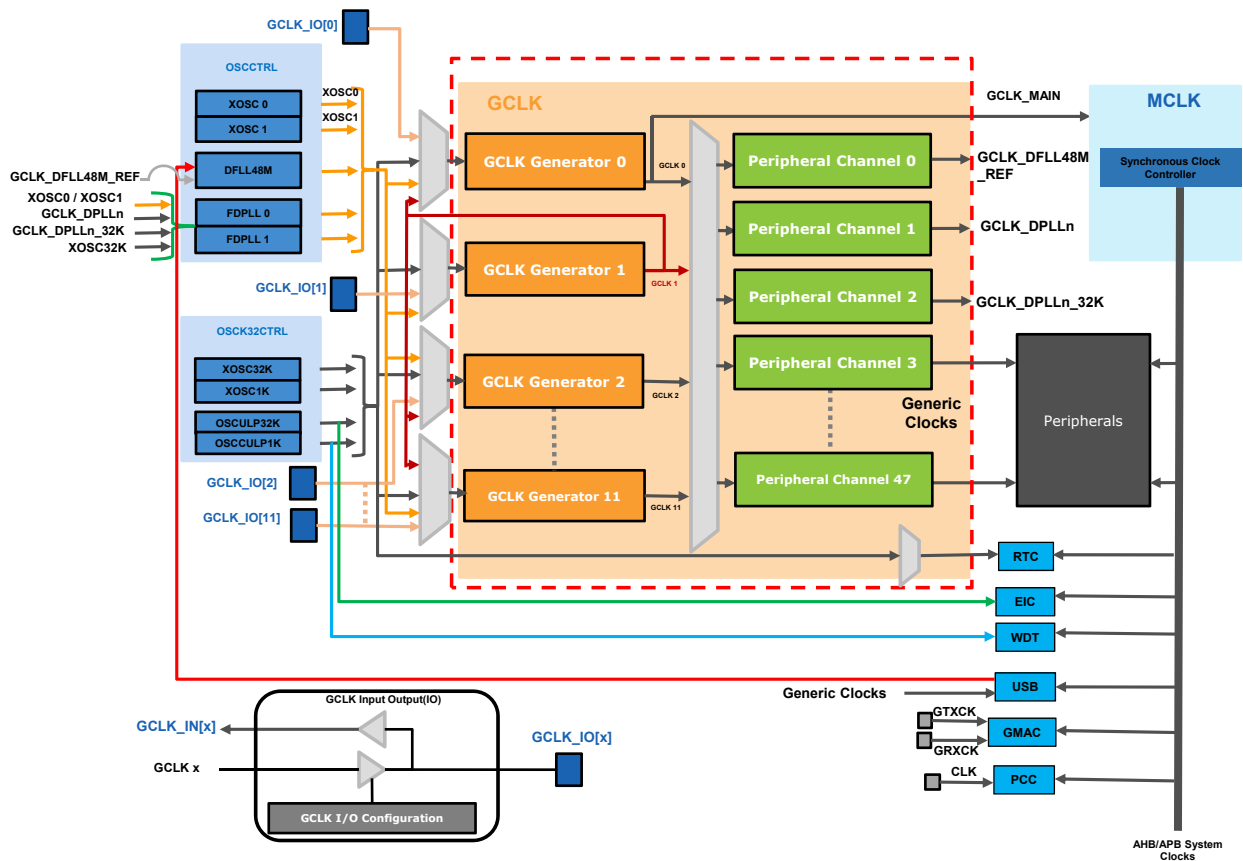 GCLK_IO[0]
OSCCTRL
XOSC 0
XOSC 1
DFLL48M
FDPLL 0
FDPLL 1
XOSC0
XOSC1
GCLK_DFLL48M_REF
XOSC0 / XOSC1
GCLK_DPLLn
GCLK_DPLLn_32K
XOSC32K
GCLK_IO[1]
OSCK32CTRL
XOSC32K
XOSC1K
OSCULP32K
OSCCULP1K
GCLK_IO[2]
GCLK_IO[11]
GCLK
GCLK Generator 0
GCLK Generator 1
GCLK Generator 2
GCLK Generator 11
GCLK 0
GCLK 1
GCLK 2
GCLK 11
Peripheral Channel 0
Peripheral Channel 1
Peripheral Channel 2
Peripheral Channel 3
Generic
Clocks
Peripheral Channel 47
GCLK_MAIN
GCLK_DFLL48M
_REF
GCLK_DPLLn
GCLK_DPLLn_32K
MCLK
Synchronous Clock
Controller
Peripherals
RTC
EIC
WDT
USB
Generic Clocks
GTXCK
GMAC
GRXCK
CLK
PCC
AHB/APB System
Clocks
GCLK Input Output(IO)
GCLK_IN[x]
GCLK_IO[x]
GCLK x
GCLK I/O Configuration